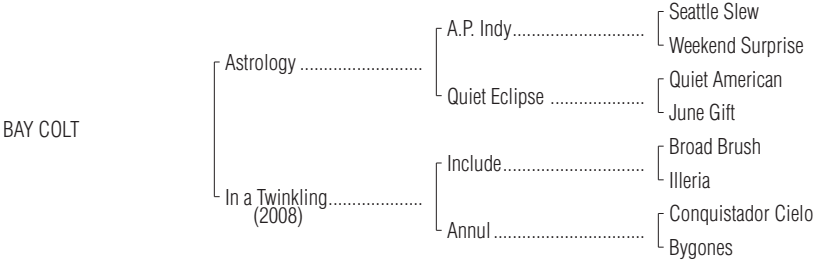 Seattle Slew
A.P. Indy..............................
Weekend Surprise
Astrology ..........................
Quiet American
Quiet Eclipse ....................
June Gift
BAY COLT
Broad Brush
Include..............................
Illeria
In a Twinkling....................
(2008)
Conquistador Cielo
Annul ................................
Bygones